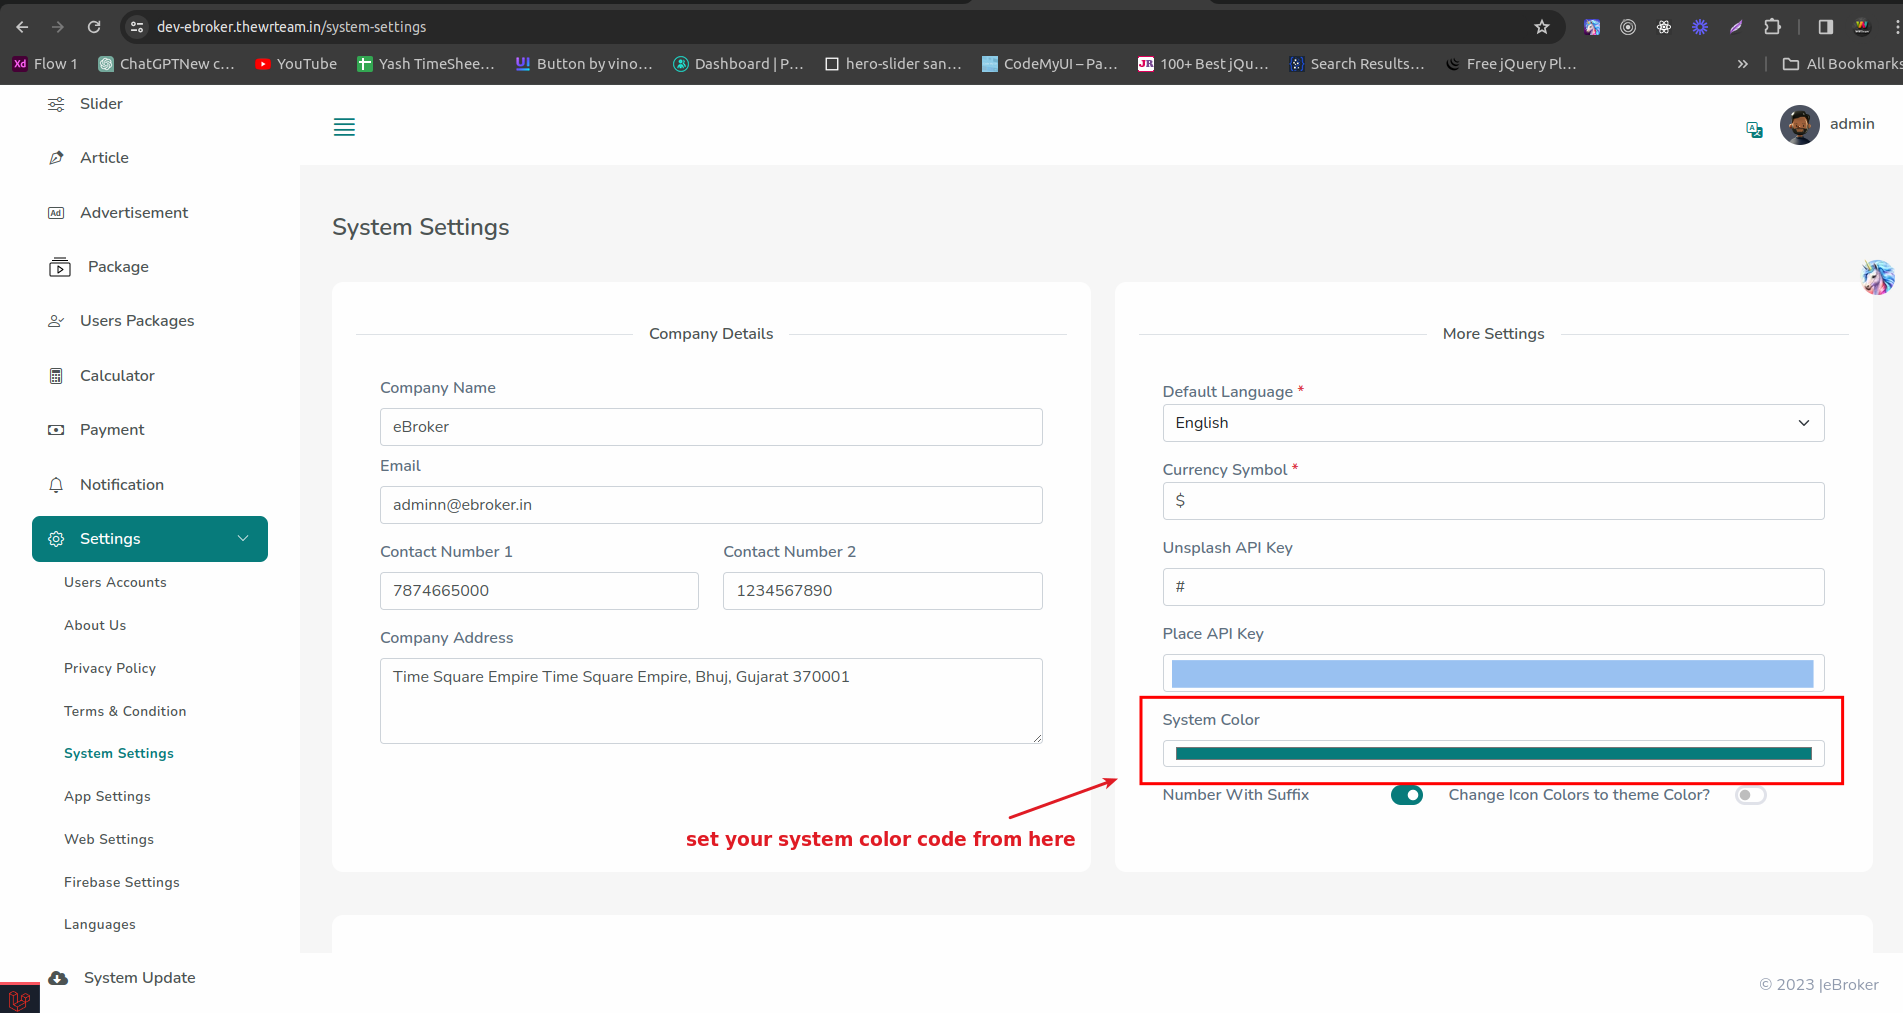 dev-ebroker.thewrteam.in/system-settings
Xd Flow 1
ChatGPTNew c...
YouTube
Yash TimeShee...
Button by vino...
Dashboard | P...
hero-slider san...
CodeMyUI – Pa...
JR 100+ Best jQu...
Search Results...
Free jQuery Pl...
»
All Bookmarks
Slider
Article
Ad Advertisement
Package
Users Packages
Calculator
Payment
Notification
Settings
Users Accounts
About Us
Privacy Policy
Terms & Condition
System Settings
App Settings
Web Settings
Firebase Settings
Languages
System Update
admin
System Settings
Company Details
Company Name
eBroker
Email
adminn@ebroker.in
Contact Number 1 Contact Number 2
7874665000 1234567890
Company Address
Time Square Empire Time Square Empire, Bhuj, Gujarat 370001
set your system color code from here
More Settings
Default Language *
English
Currency Symbol *
$
Unsplash API Key
#
Place API Key
System Color
Number With Suffix Change Icon Colors to theme Color?
© 2023 |eBroker